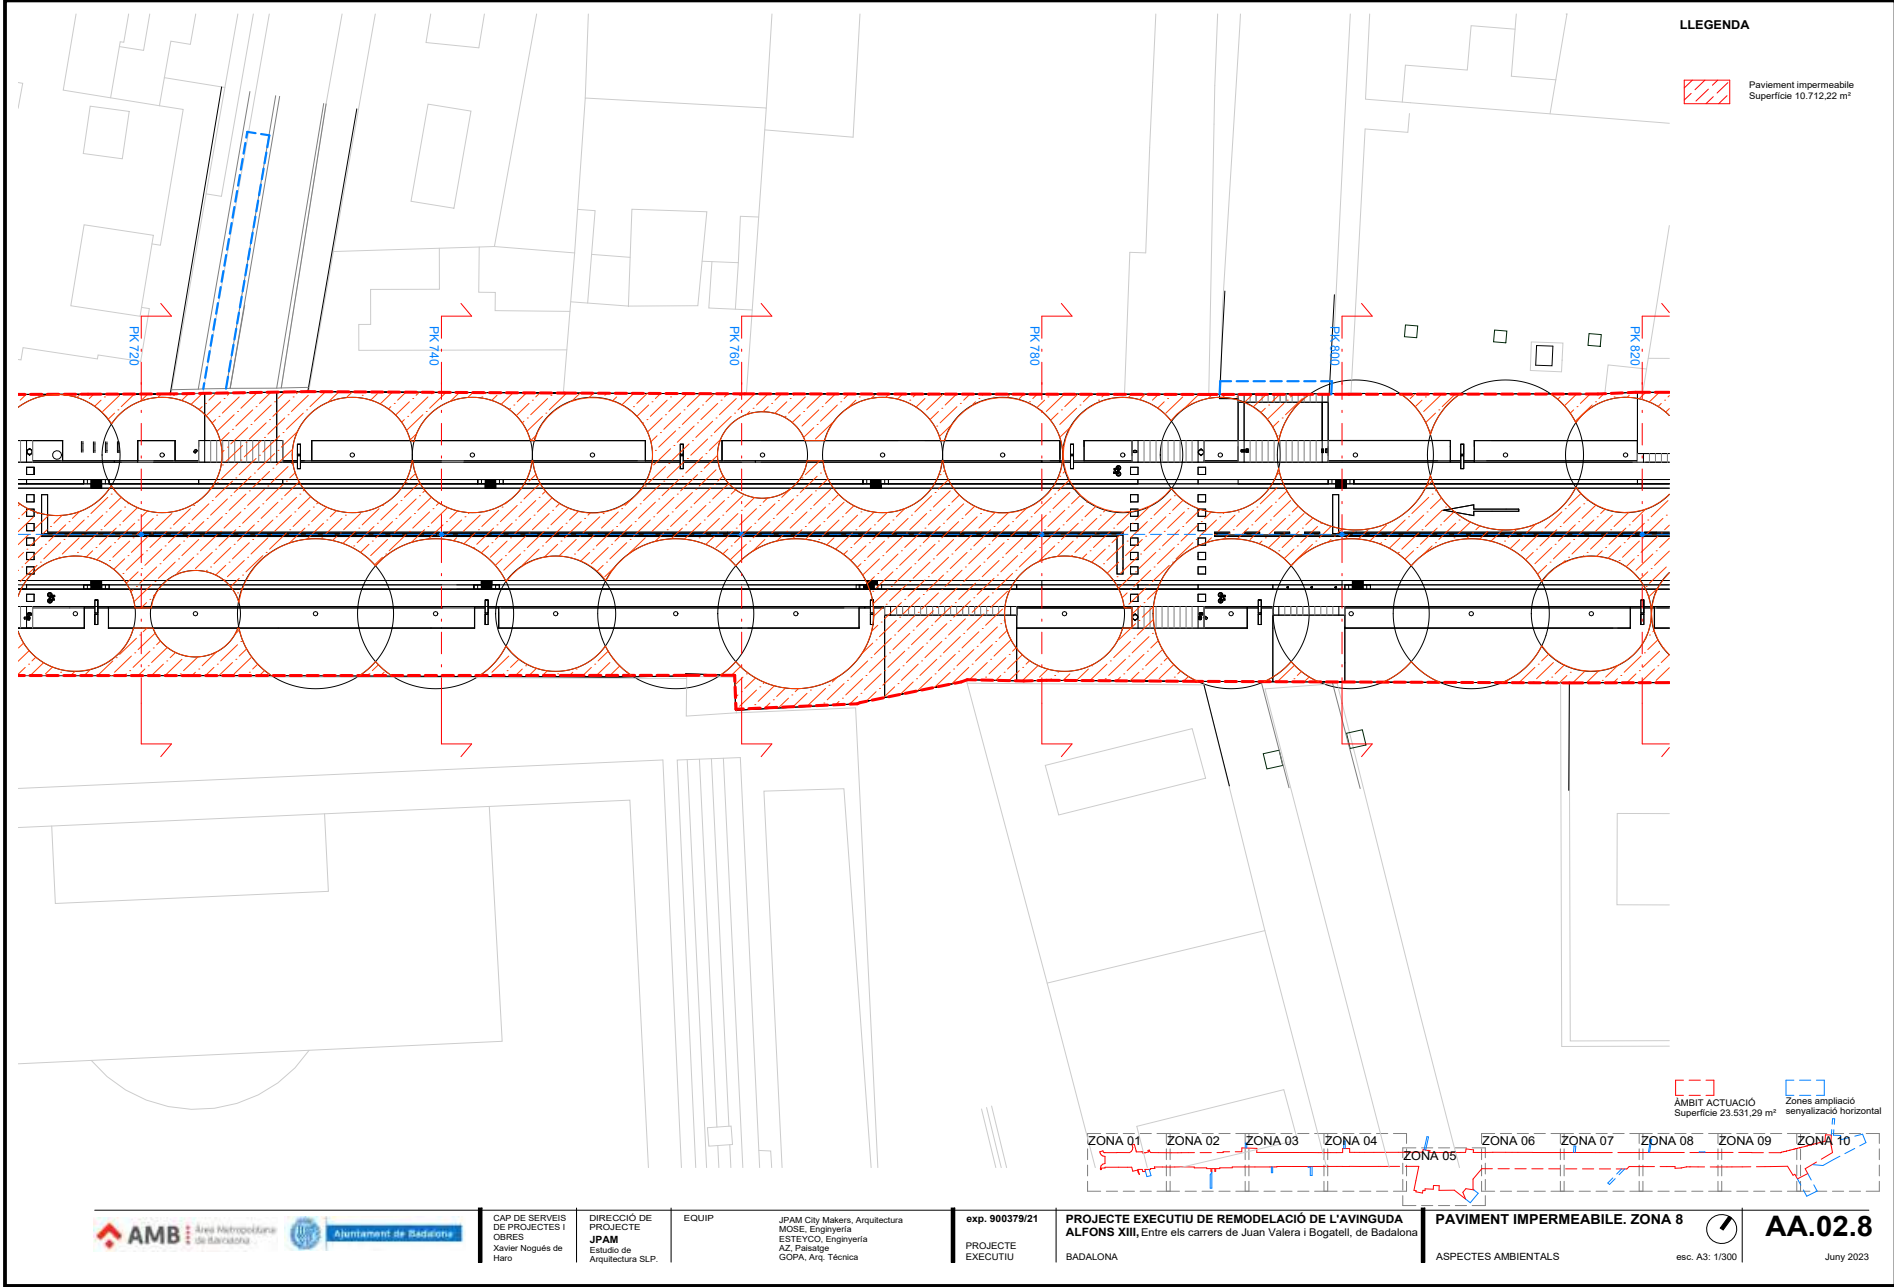 LLEGENDA
Paviement impermeabile
Superfície 10.712,22 m²
PK 720
PK 740
PK 760
PK 780
PK 800
PK 820
ÀMBIT ACTUACIÓ
Superfície 23.531,29 m²
Zones ampliació
senyalizació horizontal
ZONA 01
ZONA 02
ZONA 03
ZONA 04
ZONA 05
ZONA 06
ZONA 07
ZONA 08
ZONA 09
ZONA 10
AMB
Àrea Metropolitana
de Barcelona
Ajuntament de Badalona
CAP DE SERVEIS
DE PROJECTES I
OBRES
Xavier Nogués de
Haro
DIRECCIÓ DE
PROJECTE
JPAM
Estudio de
Arquitectura SLP.
EQUIP
JPAM City Makers, Arquitectura
MOSE, Enginyería
ESTEYCO, Enginyería
AZ, Paisatge
GOPA, Arq. Tècnica
exp. 900379/21
PROJECTE
EXECUTIU
PROJECTE EXECUTIU DE REMODELACIÓ DE L'AVINGUDA
ALFONS XIII, Entre els carrers de Juan Valera i Bogatell, de Badalona
BADALONA
PAVIMENT IMPERMEABILE. ZONA 8
ASPECTES AMBIENTALS
esc. A3: 1/300
AA.02.8
Juny 2023